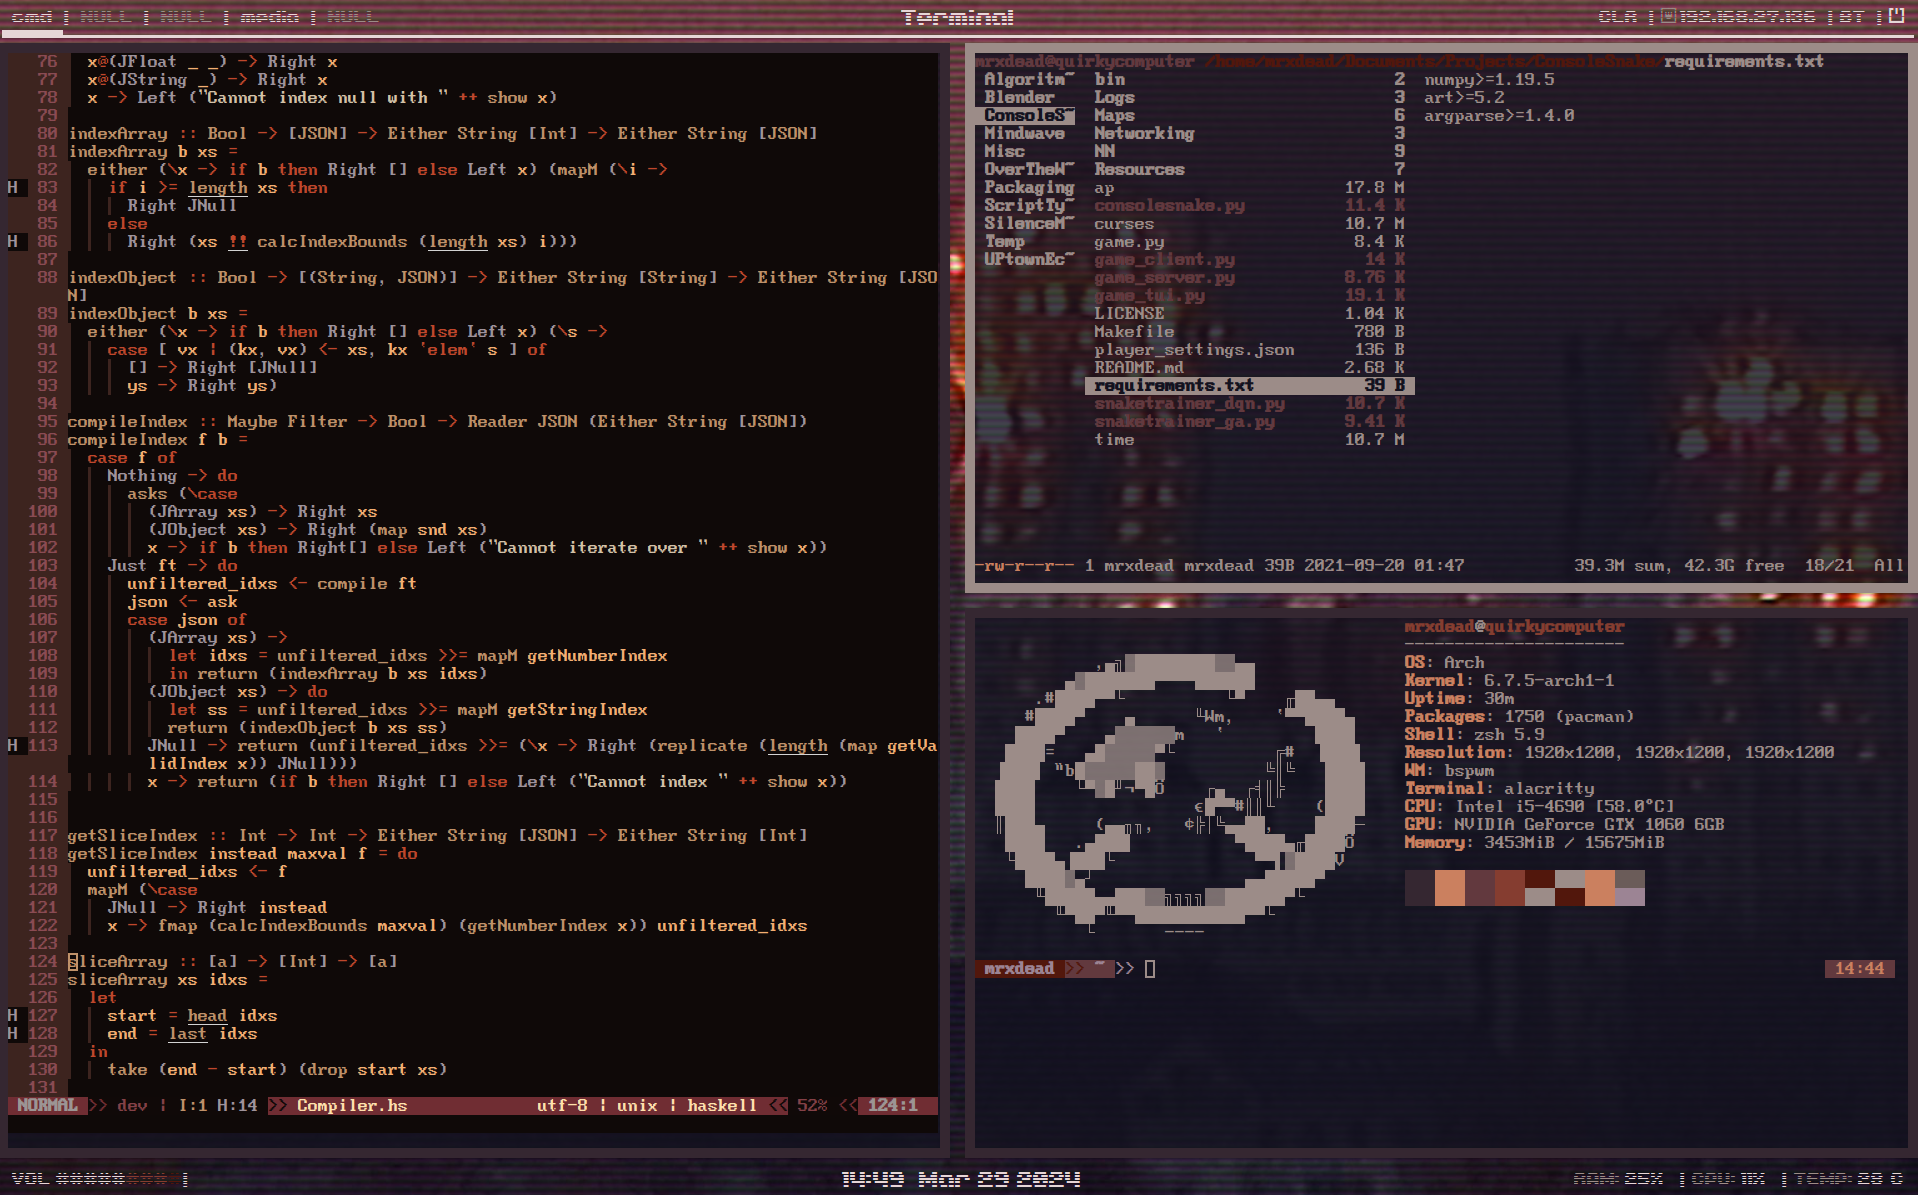 cmd | NULL | NULL | media | NULL
Terminal
CLA | 192.168.27.136 | BT |
76 x@(JFloat _ _) -> Right x
77 x@(JString _) -> Right x
78 x -> Left ("Cannot index null with " ++ show x)
79
80 indexArray :: Bool -> [JSON] -> Either String [Int] -> Either String [JSON]
81 indexArray b xs =
82 either (\x -> if b then Right [] else Left x) (mapM (\i ->
H 83 if i >= length xs then
84 Right JNull
85 else
H 86 Right (xs !! calcIndexBounds (length xs) i)))
87
88 indexObject :: Bool -> [(String, JSON)] -> Either String [String] -> Either String [JSO
N]
89 indexObject b xs =
90 either (\x -> if b then Right [] else Left x) (\s ->
91 case [ vx | (kx, vx) <- xs, kx `elem` s ] of
92 [] -> Right [JNull]
93 ys -> Right ys)
94
95 compileIndex :: Maybe Filter -> Bool -> Reader JSON (Either String [JSON])
96 compileIndex f b =
97 case f of
98 Nothing -> do
99 asks (\case
100 (JArray xs) -> Right xs
101 (JObject xs) -> Right (map snd xs)
102 x -> if b then Right[] else Left ("Cannot iterate over " ++ show x))
103 Just ft -> do
104 unfiltered_idxs <- compile ft
105 json <- ask
106 case json of
107 (JArray xs) ->
108 let idxs = unfiltered_idxs >>= mapM getNumberIndex
109 in return (indexArray b xs idxs)
110 (JObject xs) -> do
111 let ss = unfiltered_idxs >>= mapM getStringIndex
112 return (indexObject b xs ss)
H 113 JNull -> return (unfiltered_idxs >>= (\x -> Right (replicate (length (map getVa
lidIndex x)) JNull)))
114 x -> return (if b then Right [] else Left ("Cannot index " ++ show x))
115
116
117 getSliceIndex :: Int -> Int -> Either String [JSON] -> Either String [Int]
118 getSliceIndex instead maxval f = do
119 unfiltered_idxs <- f
120 mapM (\case
121 JNull -> Right instead
122 x -> fmap (calcIndexBounds maxval) (getNumberIndex x)) unfiltered_idxs
123
124 sliceArray :: [a] -> [Int] -> [a]
125 sliceArray xs idxs =
126 let
H 127 start = head idxs
H 128 end = last idxs
129 in
130 take (end - start) (drop start xs)
131
NORMAL >> dev | I:1 H:14 >> Compiler.hs utf-8 | unix | haskell << 52% << 124:1
mrxdead@quirkycomputer /home/mrxdead/Documents/Projects/ConsoleSnake/requirements.txt
Algoritm~ bin 2 numpy>=1.19.5
Blender Logs 3 art>=5.2
ConsoleS~ Maps 6 argparse>=1.4.0
Mindwave Networking 3
Misc NN 9
OverTheW~ Resources 7
Packaging ap 17.8 M
ScriptTy~ consolesnake.py 11.4 K
SilenceM~ curses 10.7 M
Temp game.py 8.4 K
UPtownEc~ game_client.py 14 K
game_server.py 8.76 K
game_tui.py 19.1 K
LICENSE 1.04 K
Makefile 780 B
player_settings.json 136 B
README.md 2.68 K
requirements.txt 39 B
snaketrainer_dqn.py 10.7 K
snaketrainer_ga.py 9.41 K
time 10.7 M
-rw-r--r-- 1 mrxdead mrxdead 39B 2021-09-20 01:47 39.3M sum, 42.3G free 18/21 All
mrxdead@quirkycomputer
----------------------
OS: Arch
Kernel: 6.7.5-arch1-1
Uptime: 30m
Packages: 1750 (pacman)
Shell: zsh 5.9
Resolution: 1920x1200, 1920x1200, 1920x1200
WM: bspwm
Terminal: alacritty
CPU: Intel i5-4690 [58.0°C]
GPU: NVIDIA GeForce GTX 1060 6GB
Memory: 3453MiB / 15675MiB
mrxdead >> ~ >> 14:44
VOL ########## |
14:49 Mar 29 2024
RAM: 25% | CPU: 11% | TEMP: 28 C